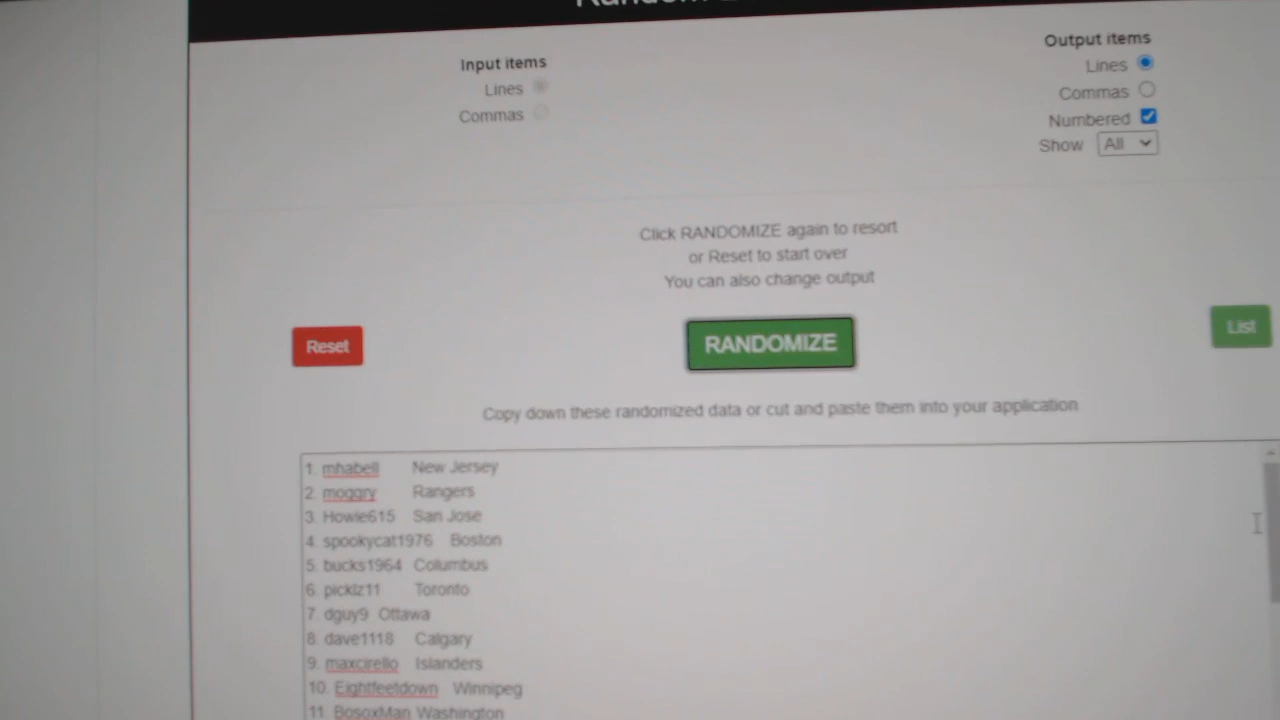 Input items
Lines
Commas
Output items
Lines
Commas
Numbered
Show All
Click RANDOMIZE again to resort
or Reset to start over
You can also change output
Reset
RANDOMIZE
List
Copy down these randomized data or cut and paste them into your application
1. mhabell New Jersey
2. moggry Rangers
3. Howie615 San Jose
4. spookycat1976 Boston
5. bucks1964 Columbus
6. picklz11 Toronto
7. dguy9 Ottawa
8. dave1118 Calgary
9. maxcirello Islanders
10. Eightfeetdown Winnipeg
11. BosoxMan Washington